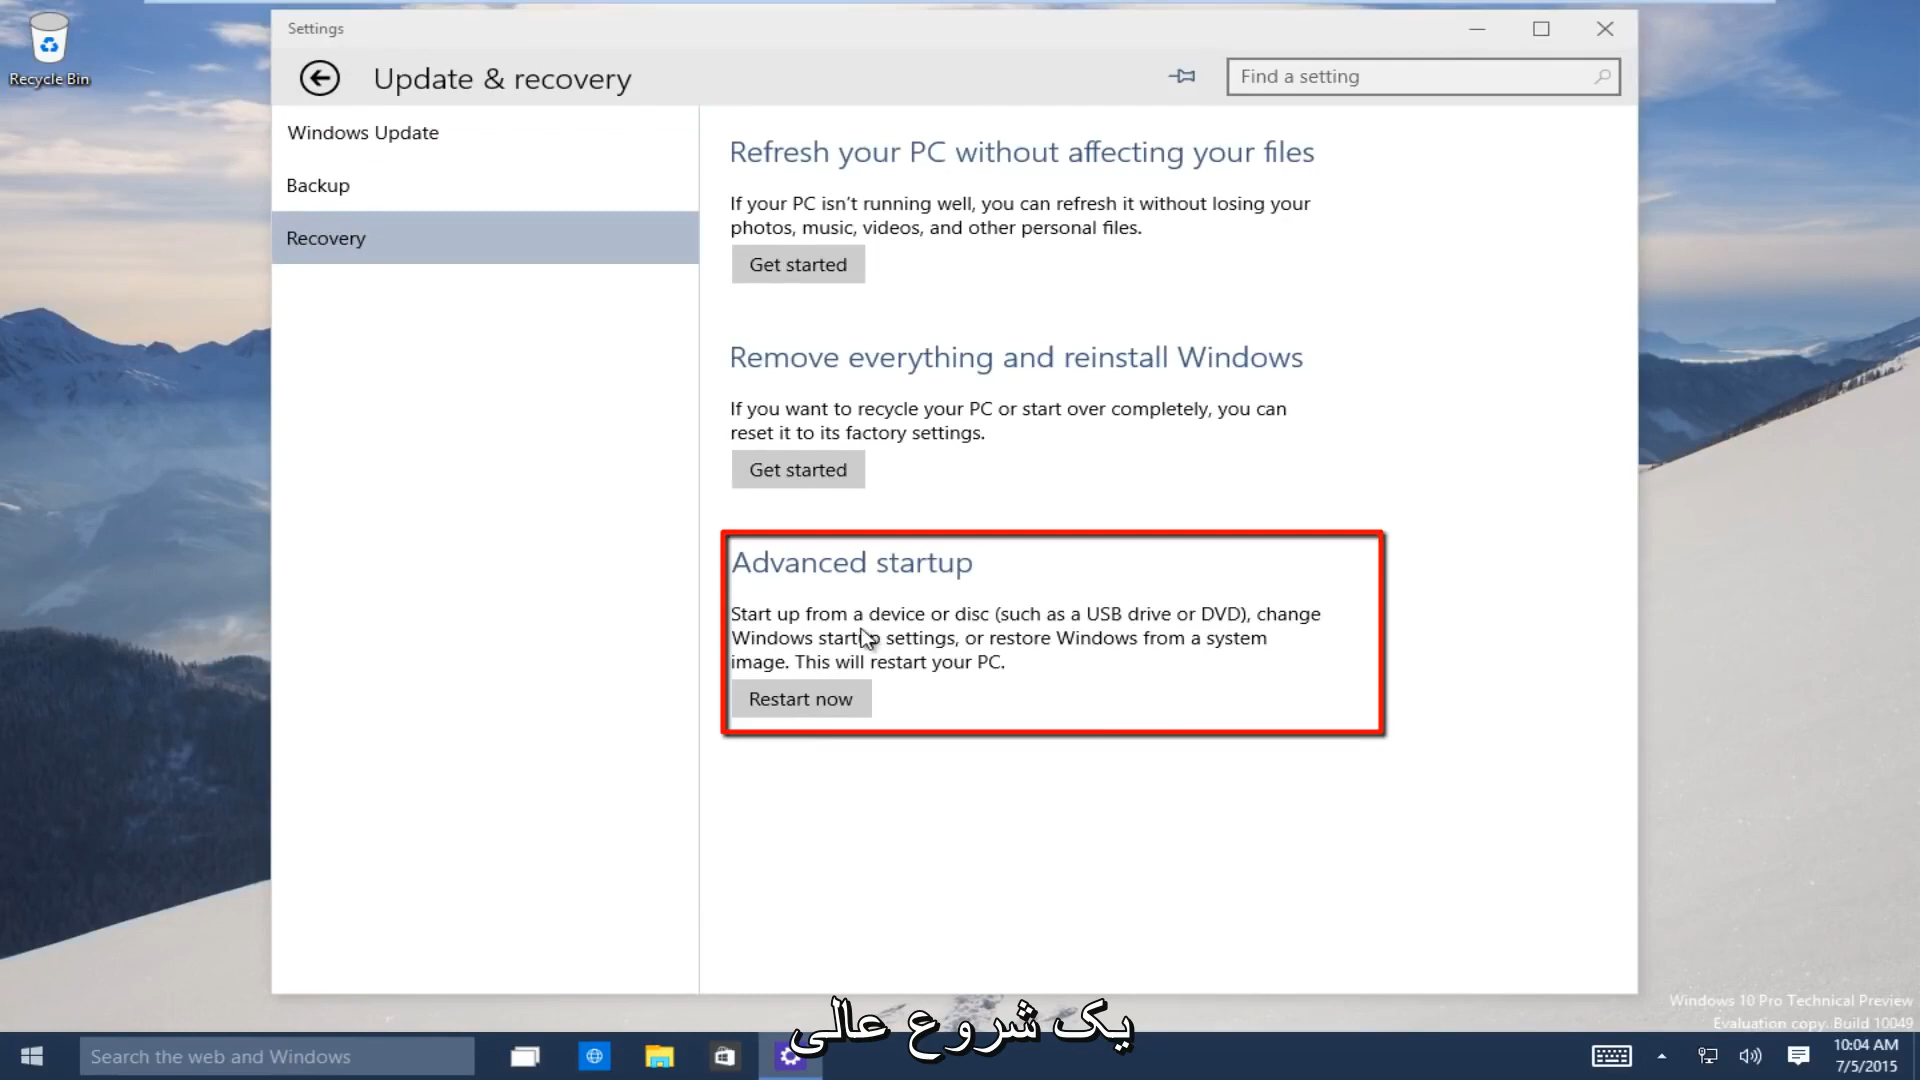 Recycle Bin
Settings
Update & recovery
Find a setting
Windows Update
Backup
Recovery
Refresh your PC without affecting your files
If your PC isn't running well, you can refresh it without losing your
photos, music, videos, and other personal files.
Get started
Remove everything and reinstall Windows
If you want to recycle your PC or start over completely, you can
reset it to its factory settings.
Get started
Advanced startup
Start up from a device or disc (such as a USB drive or DVD), change
Windows startup settings, or restore Windows from a system
image. This will restart your PC.
Restart now
Windows 10 Pro Technical Preview
Evaluation copy. Build 10049
یک شروع عالی
Search the web and Windows
10:04 AM
7/5/2015